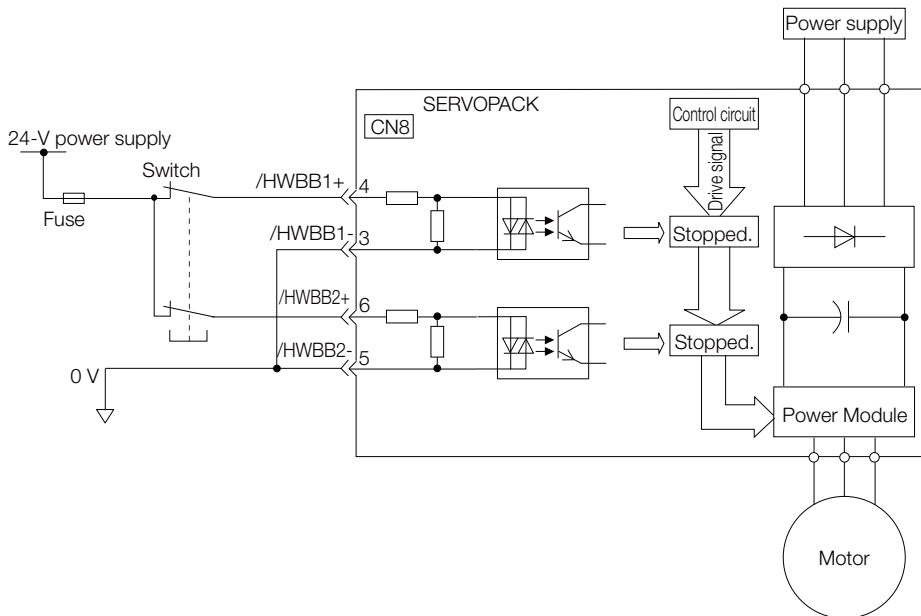 Power supply
SERVOPACK
CN8
Control circuit
24-V power supply
Switch
Drive signal
/HWBB1+
4
Fuse
/HWBB1-
3
Stopped.
/HWBB2+
6
/HWBB2-
5
Stopped.
0 V
Power Module
Motor